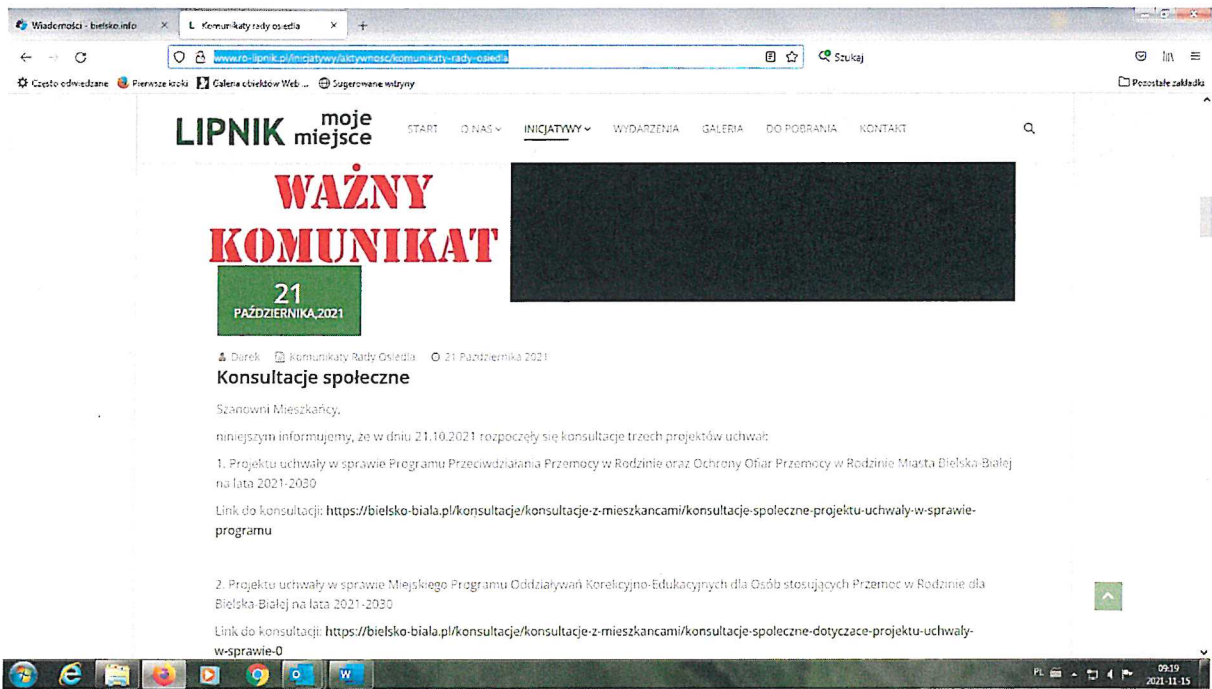 Wiadomości - bielsko.info × L Komunikaty rady osiedla × +
www.ro-lipnik.pl/inicjatywy/aktywnosc/komunikaty-rady-osiedla Szukaj
Często odwiedzane Pierwsze kroki Galeria obiektów Web ... Sugerowane witryny Pozostałe zakładki
LIPNIK moje miejsce START O NAS INICJATYWY WYDARZENIA GALERIA DO POBRANIA KONTAKT
WAŻNY
KOMUNIKAT
21
PAŹDZIERNIKA,2021
Darek Komunikaty Rady Osiedla 21 Października 2021
Konsultacje społeczne
Szanowni Mieszkańcy,
niniejszym informujemy, że w dniu 21.10.2021 rozpoczęły się konsultacje trzech projektów uchwał:
1. Projektu uchwały w sprawie Programu Przeciwdziałania Przemocy w Rodzinie oraz Ochrony Ofiar Przemocy w Rodzinie Miasta Bielska-Białej
na lata 2021-2030
Link do konsultacji: https://bielsko-biala.pl/konsultacje/konsultacje-z-mieszkancami/konsultacje-spoleczne-projektu-uchwaly-w-sprawie-
programu
2. Projektu uchwały w sprawie Miejskiego Programu Oddziaływań Korekcyjno-Edukacyjnych dla Osób stosujących Przemoc w Rodzinie dla
Bielska-Białej na lata 2021-2030
Link do konsultacji: https://bielsko-biala.pl/konsultacje/konsultacje-z-mieszkancami/konsultacje-spoleczne-dotyczace-projektu-uchwaly-
w-sprawie-0
PL 09:19
2021-11-15